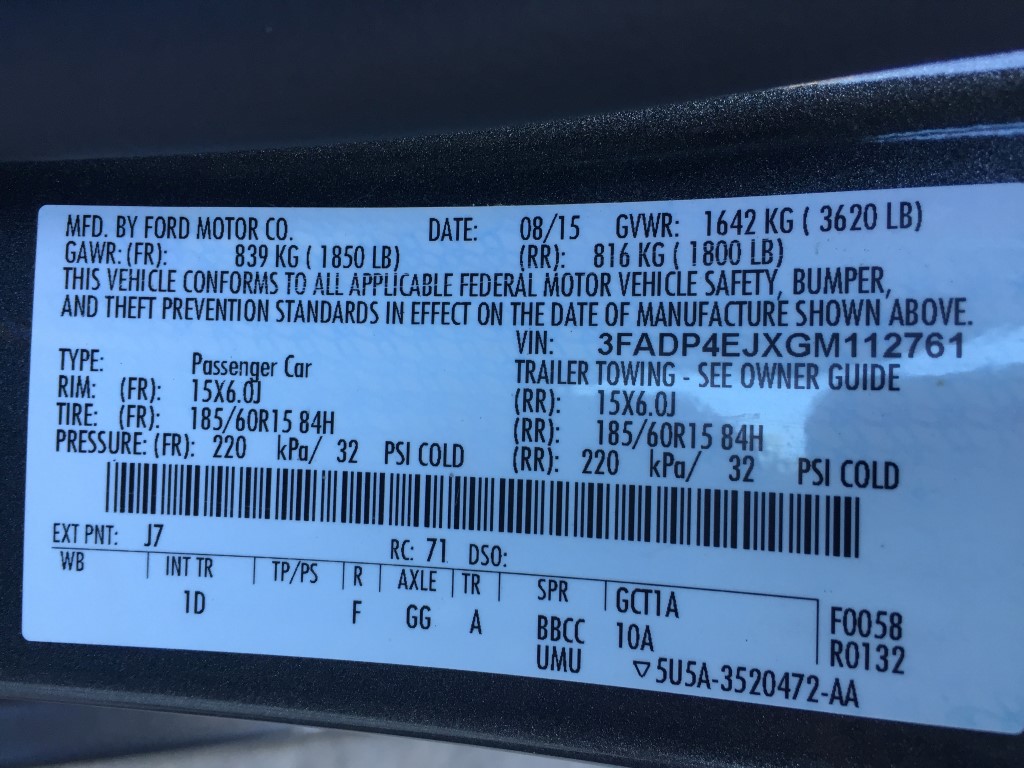 MFD. BY FORD MOTOR CO. DATE: 08/15 GVWR: 1642 KG ( 3620 LB)
GAWR: (FR): 839 KG ( 1850 LB) (RR): 816 KG ( 1800 LB)
THIS VEHICLE CONFORMS TO ALL APPLICABLE FEDERAL MOTOR VEHICLE SAFETY, BUMPER,
AND THEFT PREVENTION STANDARDS IN EFFECT ON THE DATE OF MANUFACTURE SHOWN ABOVE.
VIN: 3FADP4EJXGM112761
TYPE: Passenger Car TRAILER TOWING - SEE OWNER GUIDE
RIM: (FR): 15X6.0J (RR): 15X6.0J
TIRE: (FR): 185/60R15 84H (RR): 185/60R15 84H
PRESSURE: (FR): 220 kPa/ 32 PSI COLD (RR): 220 kPa/ 32 PSI COLD
EXT PNT: J7 RC: 71 DSO:
WB INT TR TP/PS R AXLE TR SPR GCT1A F0058
1D F GG A BBCC 10A R0132
UMU ▽5U5A-3520472-AA